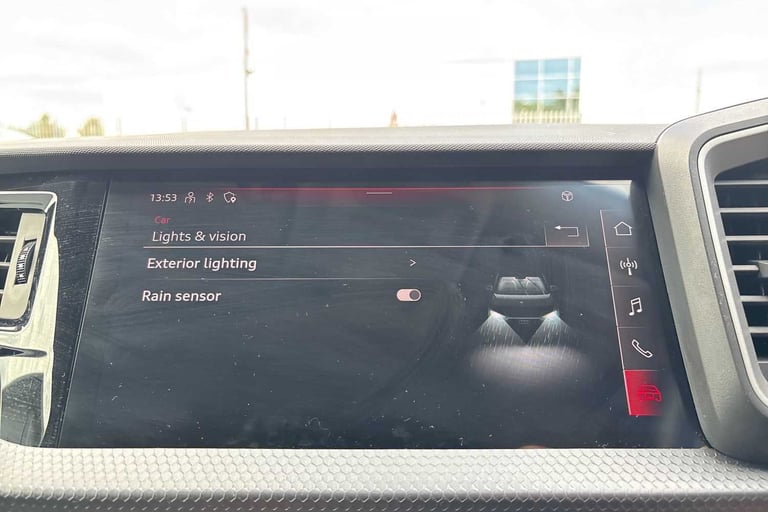 13:53
Car
Lights & vision
Exterior lighting
Rain sensor